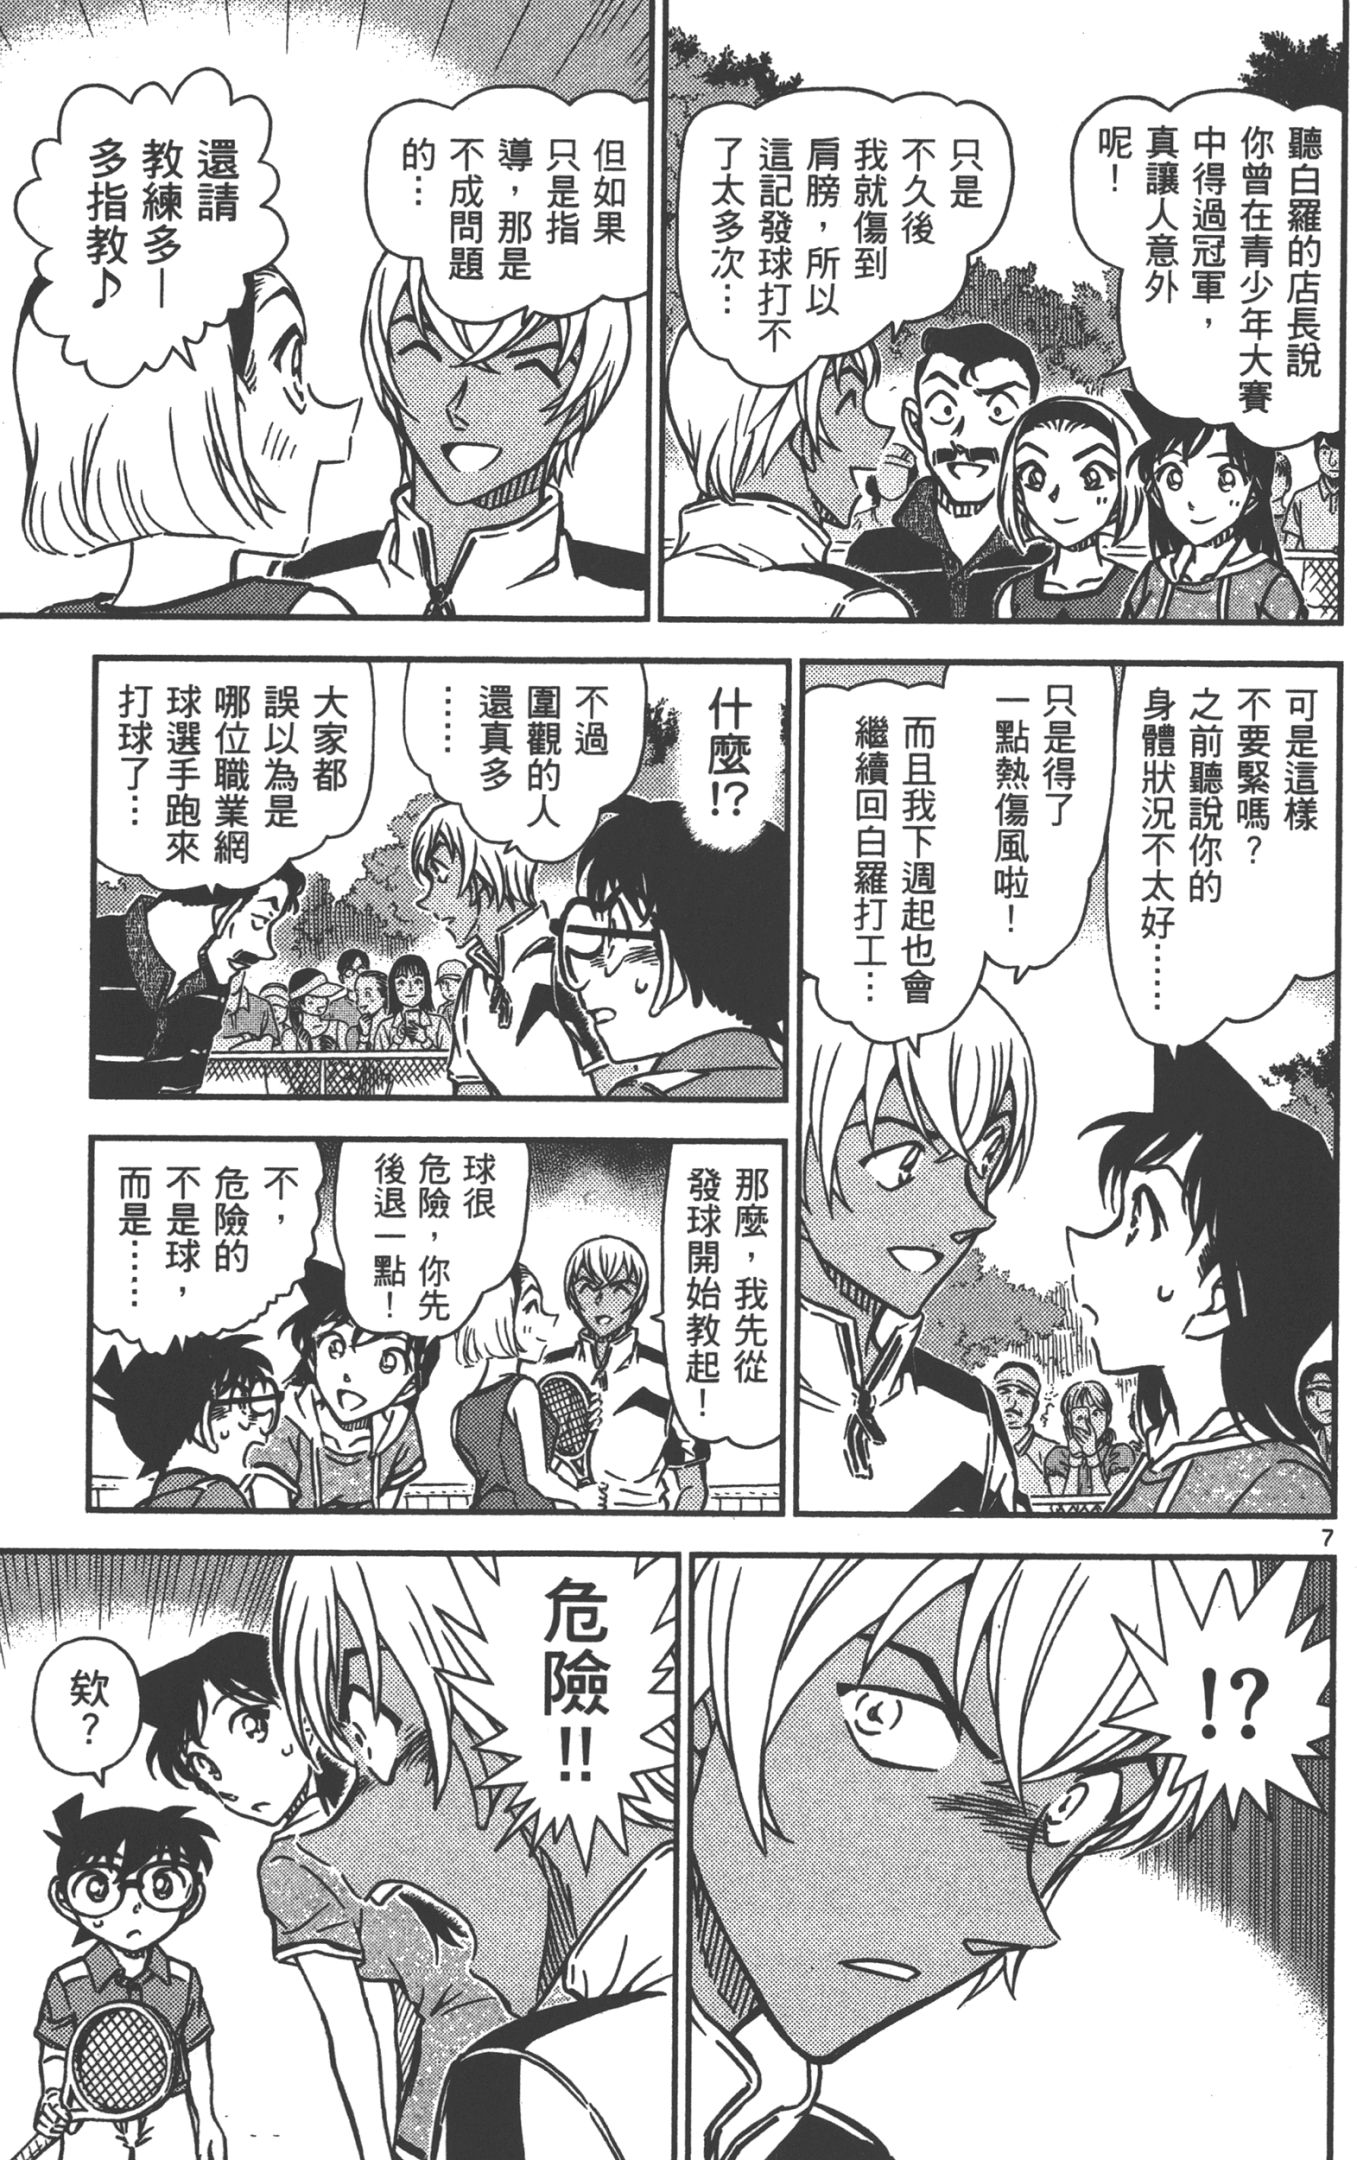 聽白羅的店長說
你曾在青少年大賽
中得過冠軍，
真讓人意外
呢！
只是
不久後
我就傷到
肩膀，所以
這記發球打不
了太多次…
但如果
只是指
導，那是
不成問題
的…
還請
教練多一
多指教♪
可是這樣
不要緊嗎？
之前聽說你的
身體狀況不太好……
只是得了
一點熱傷風啦！
而且我下週起也會
繼續回白羅打工…
什麼!?
不過
圍觀的人
還真多
……
大家都
誤以為是
哪位職業網
球選手跑來
打球了…
那麼，我先從
發球開始教起！
球很
危險，你先
後退一點！
不，
危險的
不是球，
而是……
7
!?
危險!!
欸？